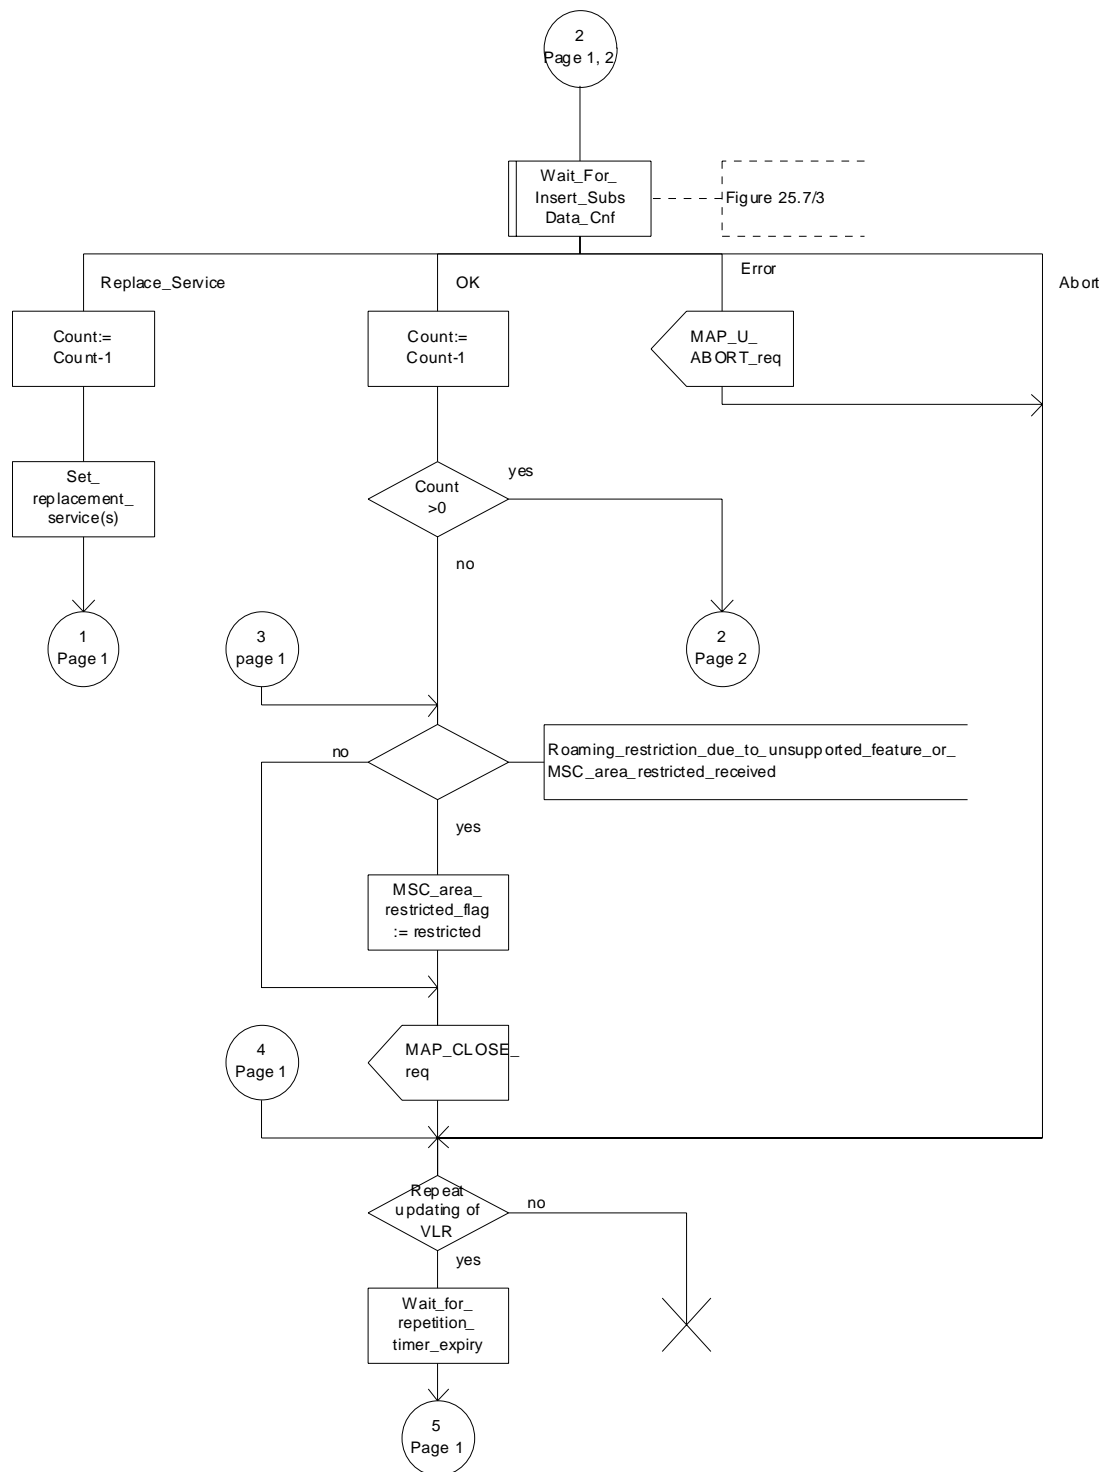 2
Page 1, 2
Wait_For_
Insert_Subs
Data_Cnf
Figure 25.7/3
Replace_Service
OK
Error
Abort
Count:=
Count-1
Count:=
Count-1
MAP_U_
ABORT_req
Set_
replacement_
service(s)
Count
>0
yes
no
1
Page 1
3
page 1
2
Page 2
no
Roaming_restriction_due_to_unsupported_feature_or_
MSC_area_restricted_received
yes
MSC_area_
restricted_flag
:= restricted
4
Page 1
MAP_CLOSE_
req
Repeat
updating of
VLR
no
yes
Wait_for_
repetition_
timer_expiry
5
Page 1